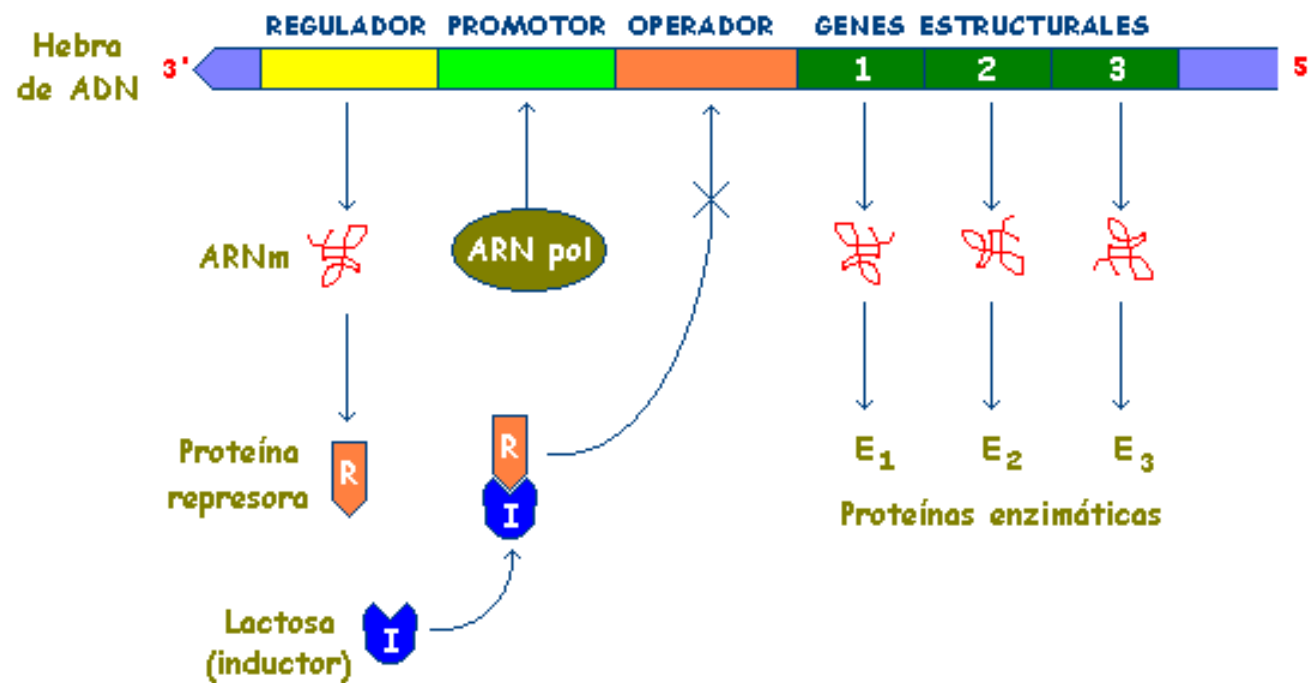 REGULADOR PROMOTOR OPERADOR GENES ESTRUCTURALES
Hebra
de ADN
3'
1 2 3
5
ARNm
ARN pol
Proteína
represora
R
R
I
E1 E2 E3
Proteínas enzimáticas
Lactosa
(inductor)
I